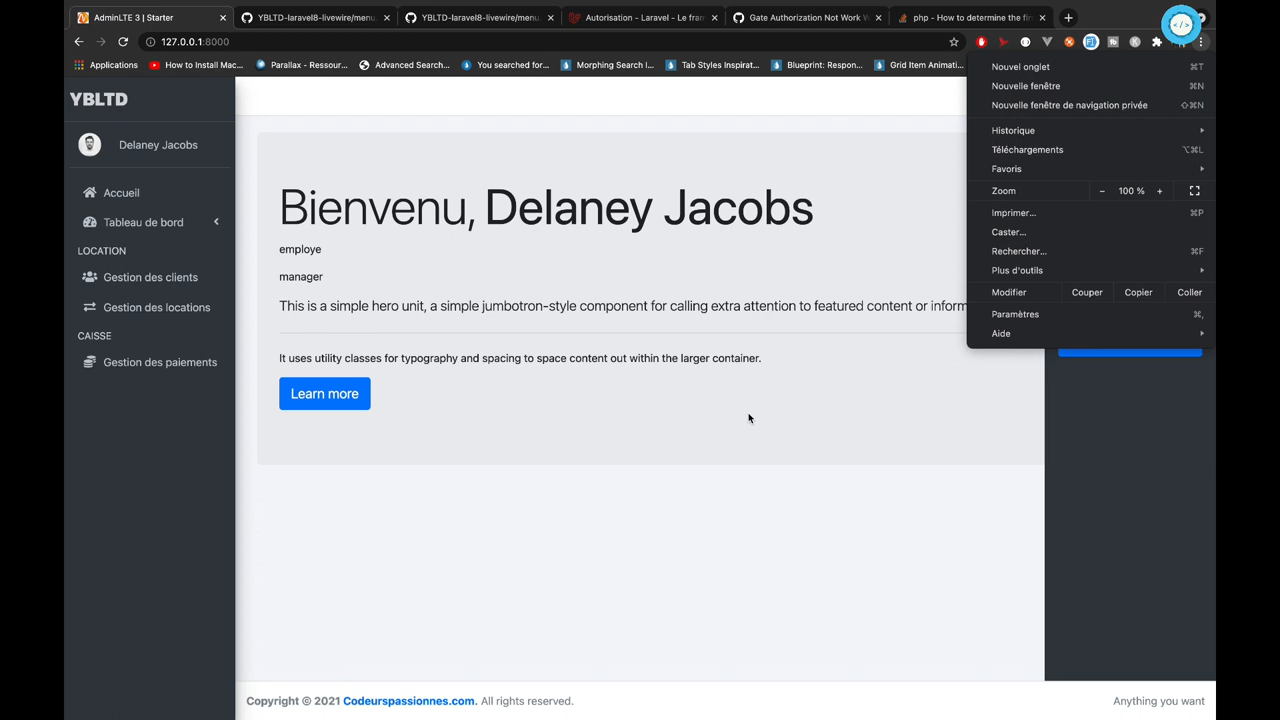 AdminLTE 3 | Starter
YBLTD-laravel8-livewire/menu.
YBLTD-laravel8-livewire/menu.
Autorisation - Laravel - Le fram
Gate Authorization Not Work W
php - How to determine the fir
127.0.0.1:8000
Applications
How to Install Mac...
Parallax - Ressour...
Advanced Search...
You searched for...
Morphing Search I...
Tab Styles Inspirat...
Blueprint: Respon...
Grid Item Animati...
YBLTD
Delaney Jacobs
Accueil
Tableau de bord
LOCATION
Gestion des clients
Gestion des locations
CAISSE
Gestion des paiements
Bienvenu, Delaney Jacobs
employe
manager
This is a simple hero unit, a simple jumbotron-style component for calling extra attention to featured content or inform
It uses utility classes for typography and spacing to space content out within the larger container.
Learn more
Nouvel onglet ⌘T
Nouvelle fenêtre ⌘N
Nouvelle fenêtre de navigation privée ⇧⌘N
Historique
Téléchargements ⌥⌘L
Favoris
Zoom − 100 % +
Imprimer... ⌘P
Caster...
Rechercher... ⌘F
Plus d'outils
Modifier Couper Copier Coller
Paramètres ⌘,
Aide
Copyright © 2021 Codeurspassionnes.com. All rights reserved.
Anything you want